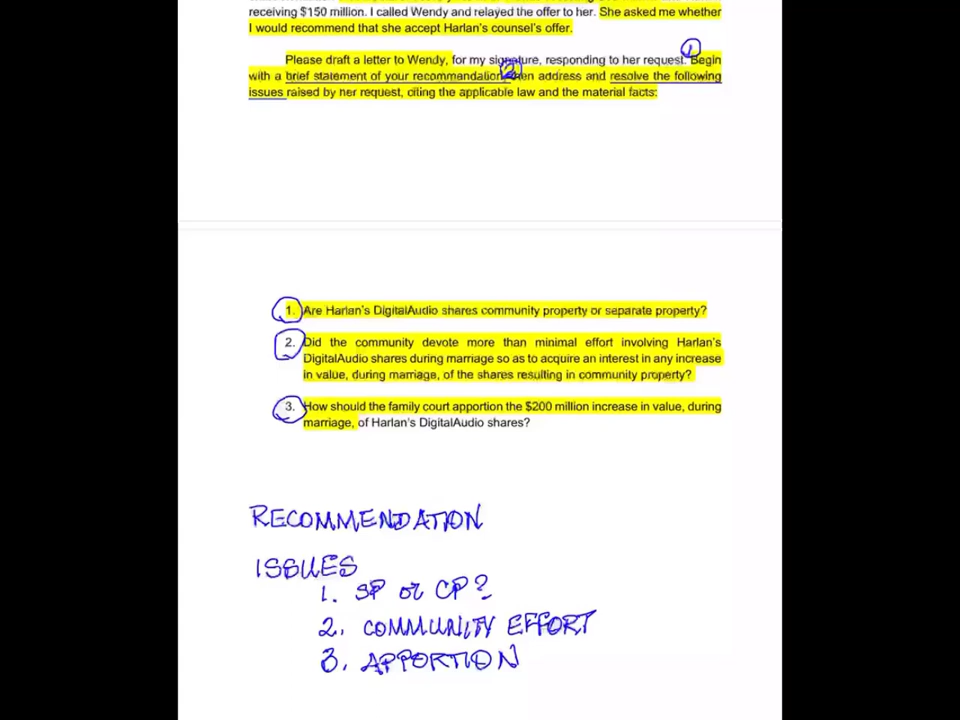 receiving $150 million. I called Wendy and relayed the offer to her. She asked me whether
I would recommend that she accept Harlan's counsel's offer.
1
Please draft a letter to Wendy, for my signature, responding to her request. Begin
2
with a brief statement of your recommendation, then address and resolve the following
issues raised by her request, citing the applicable law and the material facts:
1. Are Harlan's DigitalAudio shares community property or separate property?
2. Did the community devote more than minimal effort involving Harlan's
DigitalAudio shares during marriage so as to acquire an interest in any increase
in value, during marriage, of the shares resulting in community property?
3. How should the family court apportion the $200 million increase in value, during
marriage, of Harlan's DigitalAudio shares?
RECOMMENDATION
ISSUES
1. SP or CP?
2. COMMUNITY EFFORT
3. APPORTION